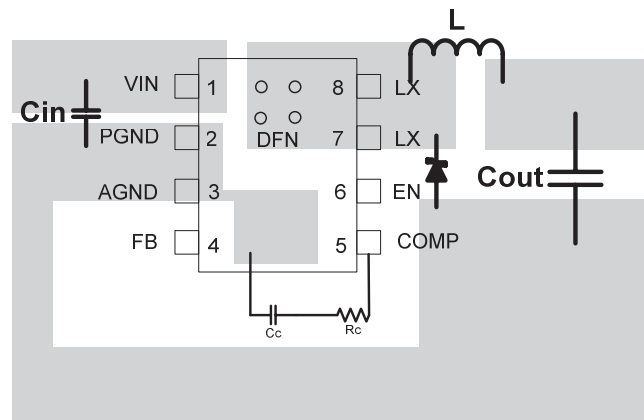 L
VIN 1 8 LX
Cin
PGND 2 DFN 7 LX
AGND 3 6 EN
Cout
FB 4 5 COMP
Cc Rc